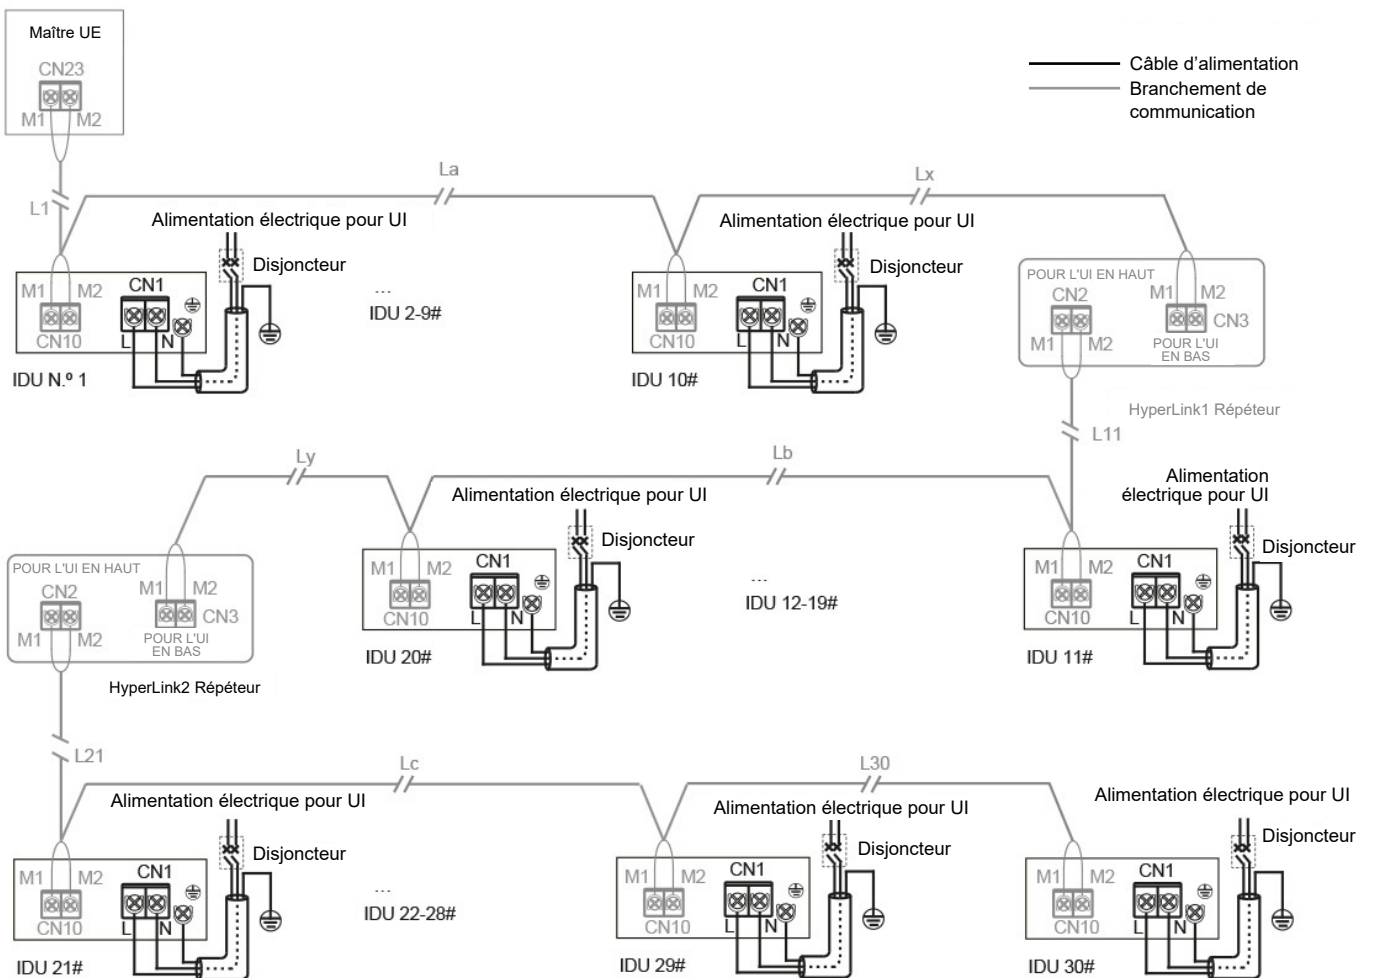 Maître UE
CN23
M1 M2
Câble d’alimentation
Branchement de
communication
L1
La
Lx
Alimentation électrique pour UI
Disjoncteur
M1 M2
CN1
CN10
L N
IDU N.º 1
...
IDU 2-9#
Alimentation électrique pour UI
Disjoncteur
M1 M2
CN1
CN10
L N
IDU 10#
POUR L'UI EN HAUT
CN2
M1 M2
M1 M2
CN3
POUR L'UI
EN BAS
HyperLink1 Répéteur
L11
Ly
Lb
POUR L'UI EN HAUT
CN2
M1 M2
M1 M2
CN3
POUR L'UI
EN BAS
HyperLink2 Répéteur
Alimentation électrique pour UI
Disjoncteur
M1 M2
CN1
CN10
L N
IDU 20#
...
IDU 12-19#
Alimentation
électrique pour UI
Disjoncteur
M1 M2
CN1
CN10
L N
IDU 11#
L21
Lc
L30
Alimentation électrique pour UI
Disjoncteur
M1 M2
CN1
CN10
L N
IDU 21#
...
IDU 22-28#
Alimentation électrique pour UI
Disjoncteur
M1 M2
CN1
CN10
L N
IDU 29#
Alimentation électrique pour UI
Disjoncteur
M1 M2
CN1
CN10
L N
IDU 30#